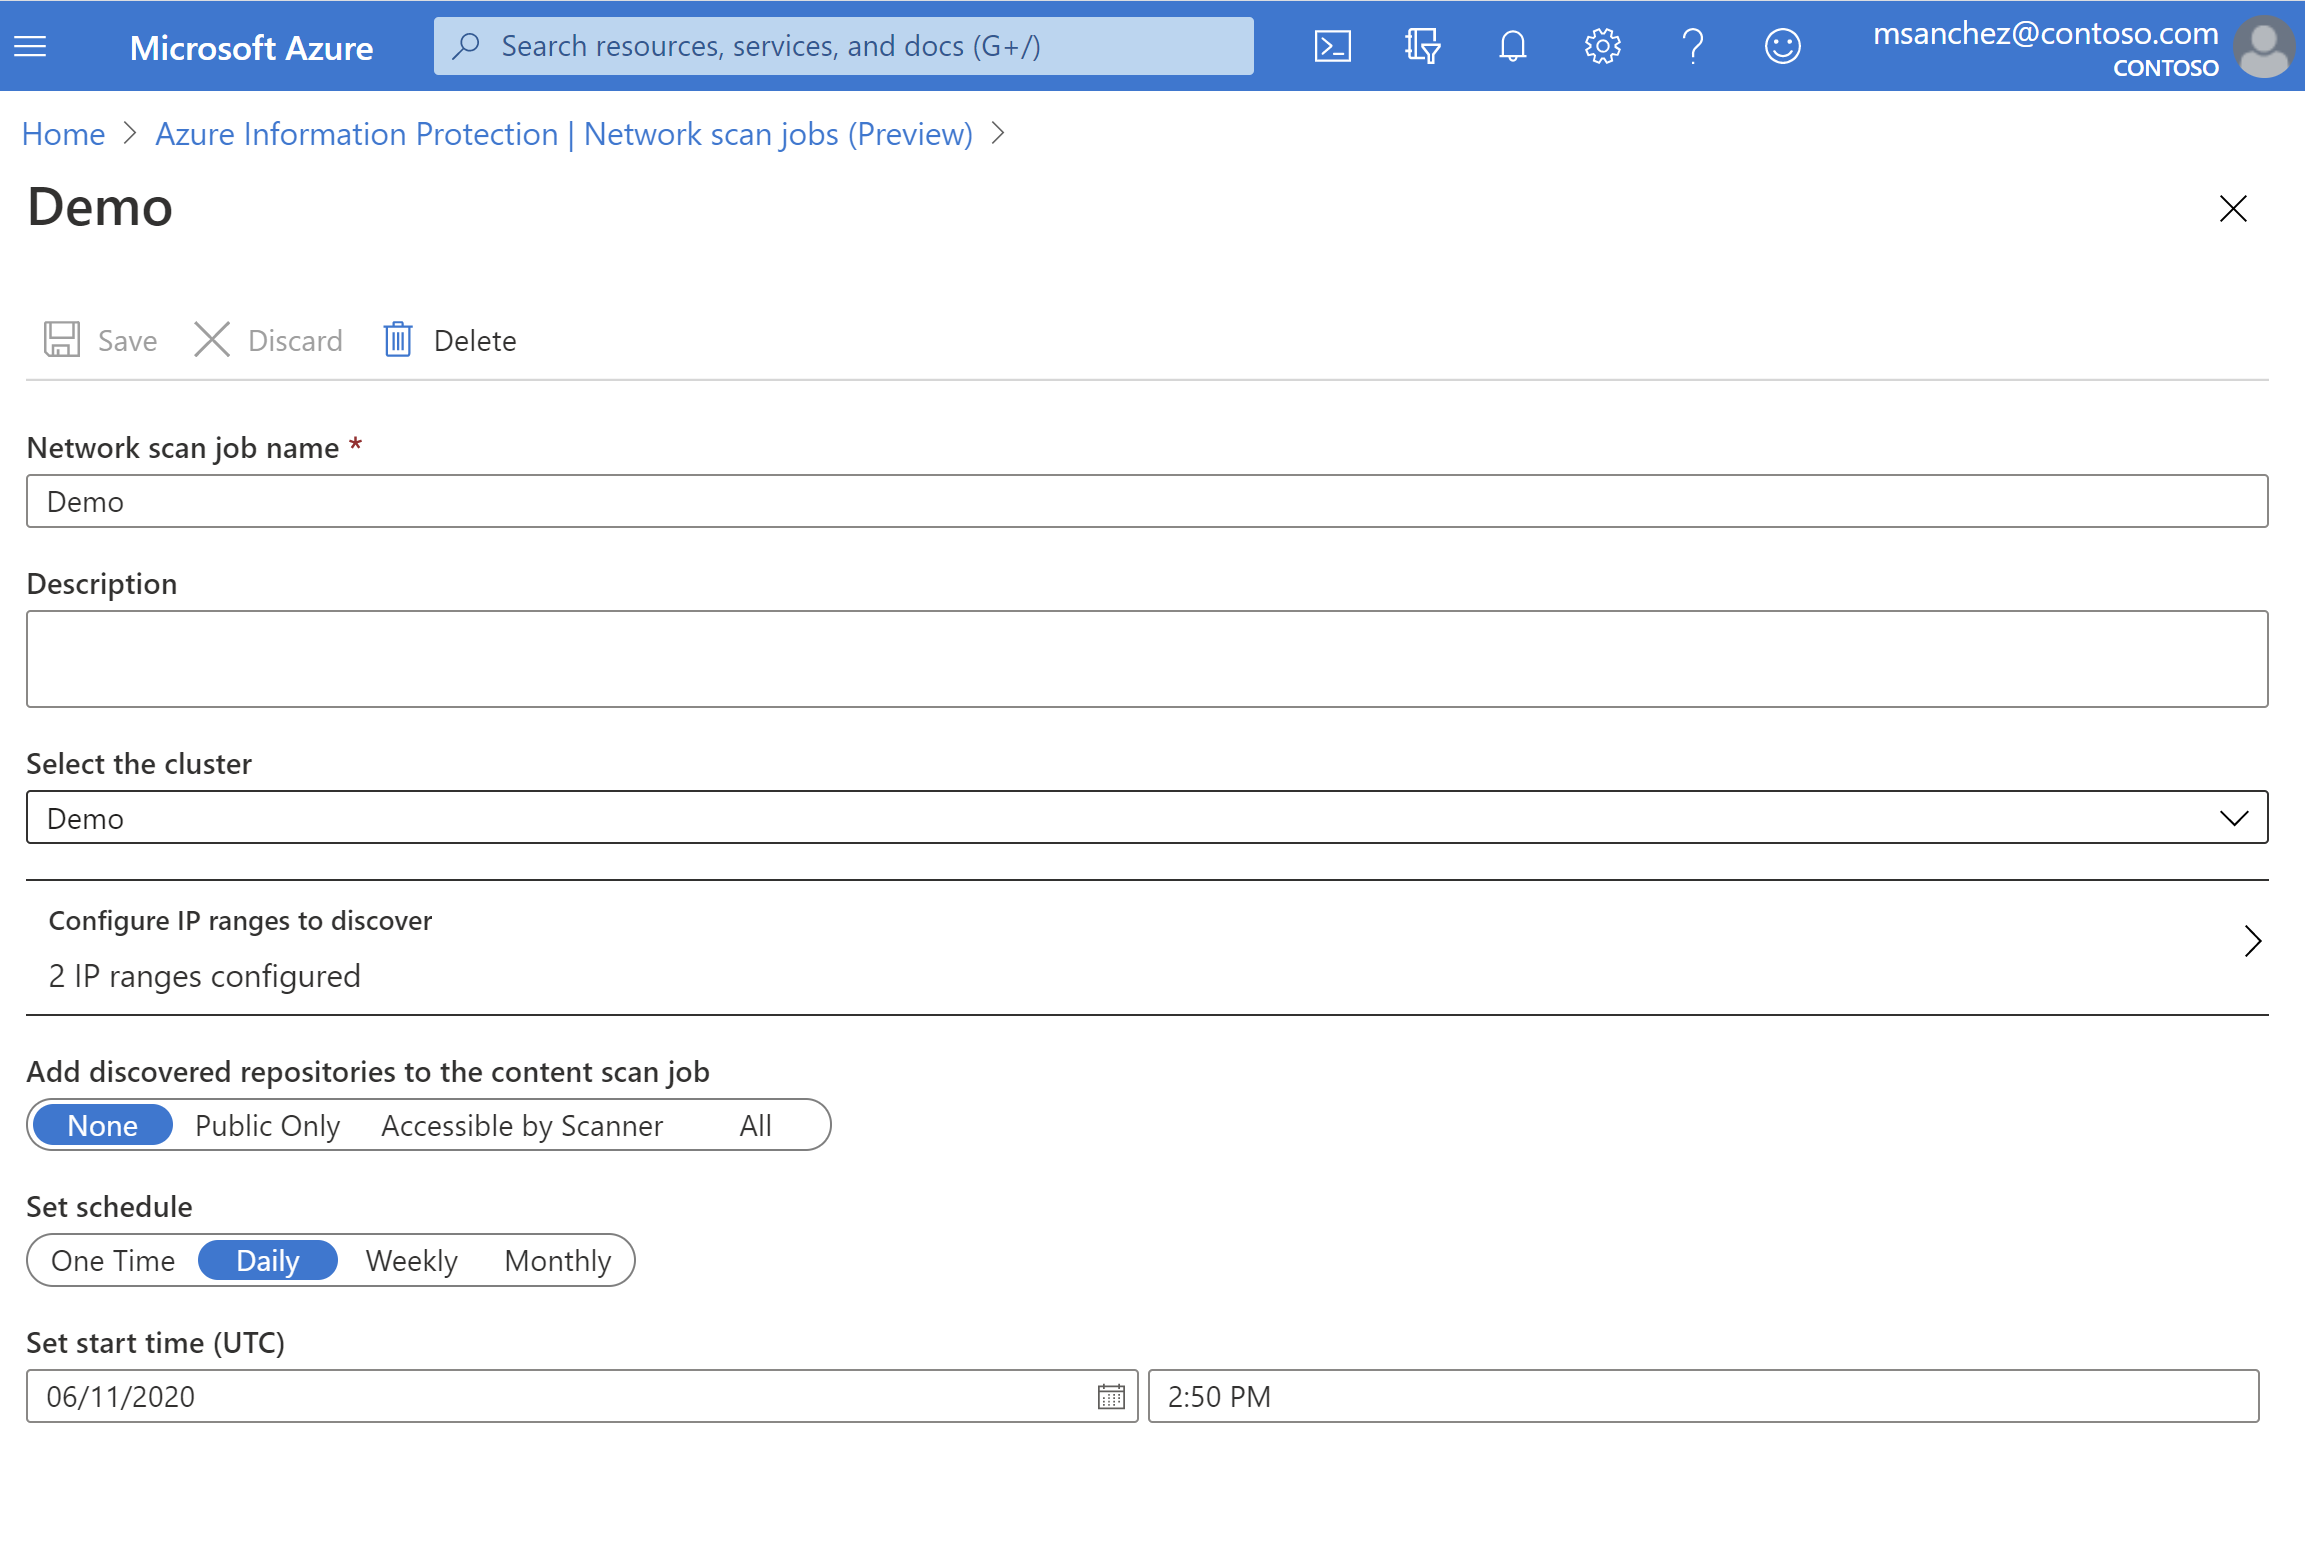 Microsoft Azure
Search resources, services, and docs (G+/)
msanchez@contoso.com
CONTOSO
Home > Azure Information Protection | Network scan jobs (Preview) >
Demo
Save Discard Delete
Network scan job name *
Demo
Description
Select the cluster
Demo
Configure IP ranges to discover
2 IP ranges configured
Add discovered repositories to the content scan job
None Public Only Accessible by Scanner All
Set schedule
One Time Daily Weekly Monthly
Set start time (UTC)
06/11/2020 2:50 PM